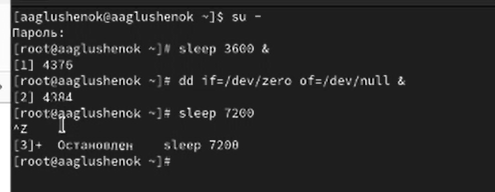 [aaglushenok@aaglushenok ~]$ su -
Пароль:
[root@aaglushenok ~]# sleep 3600 &
[1] 4376
[root@aaglushenok ~]# dd if=/dev/zero of=/dev/null &
[2] 4384
[root@aaglushenok ~]# sleep 7200
^Z
[3]+  Остановлен    sleep 7200
[root@aaglushenok ~]#